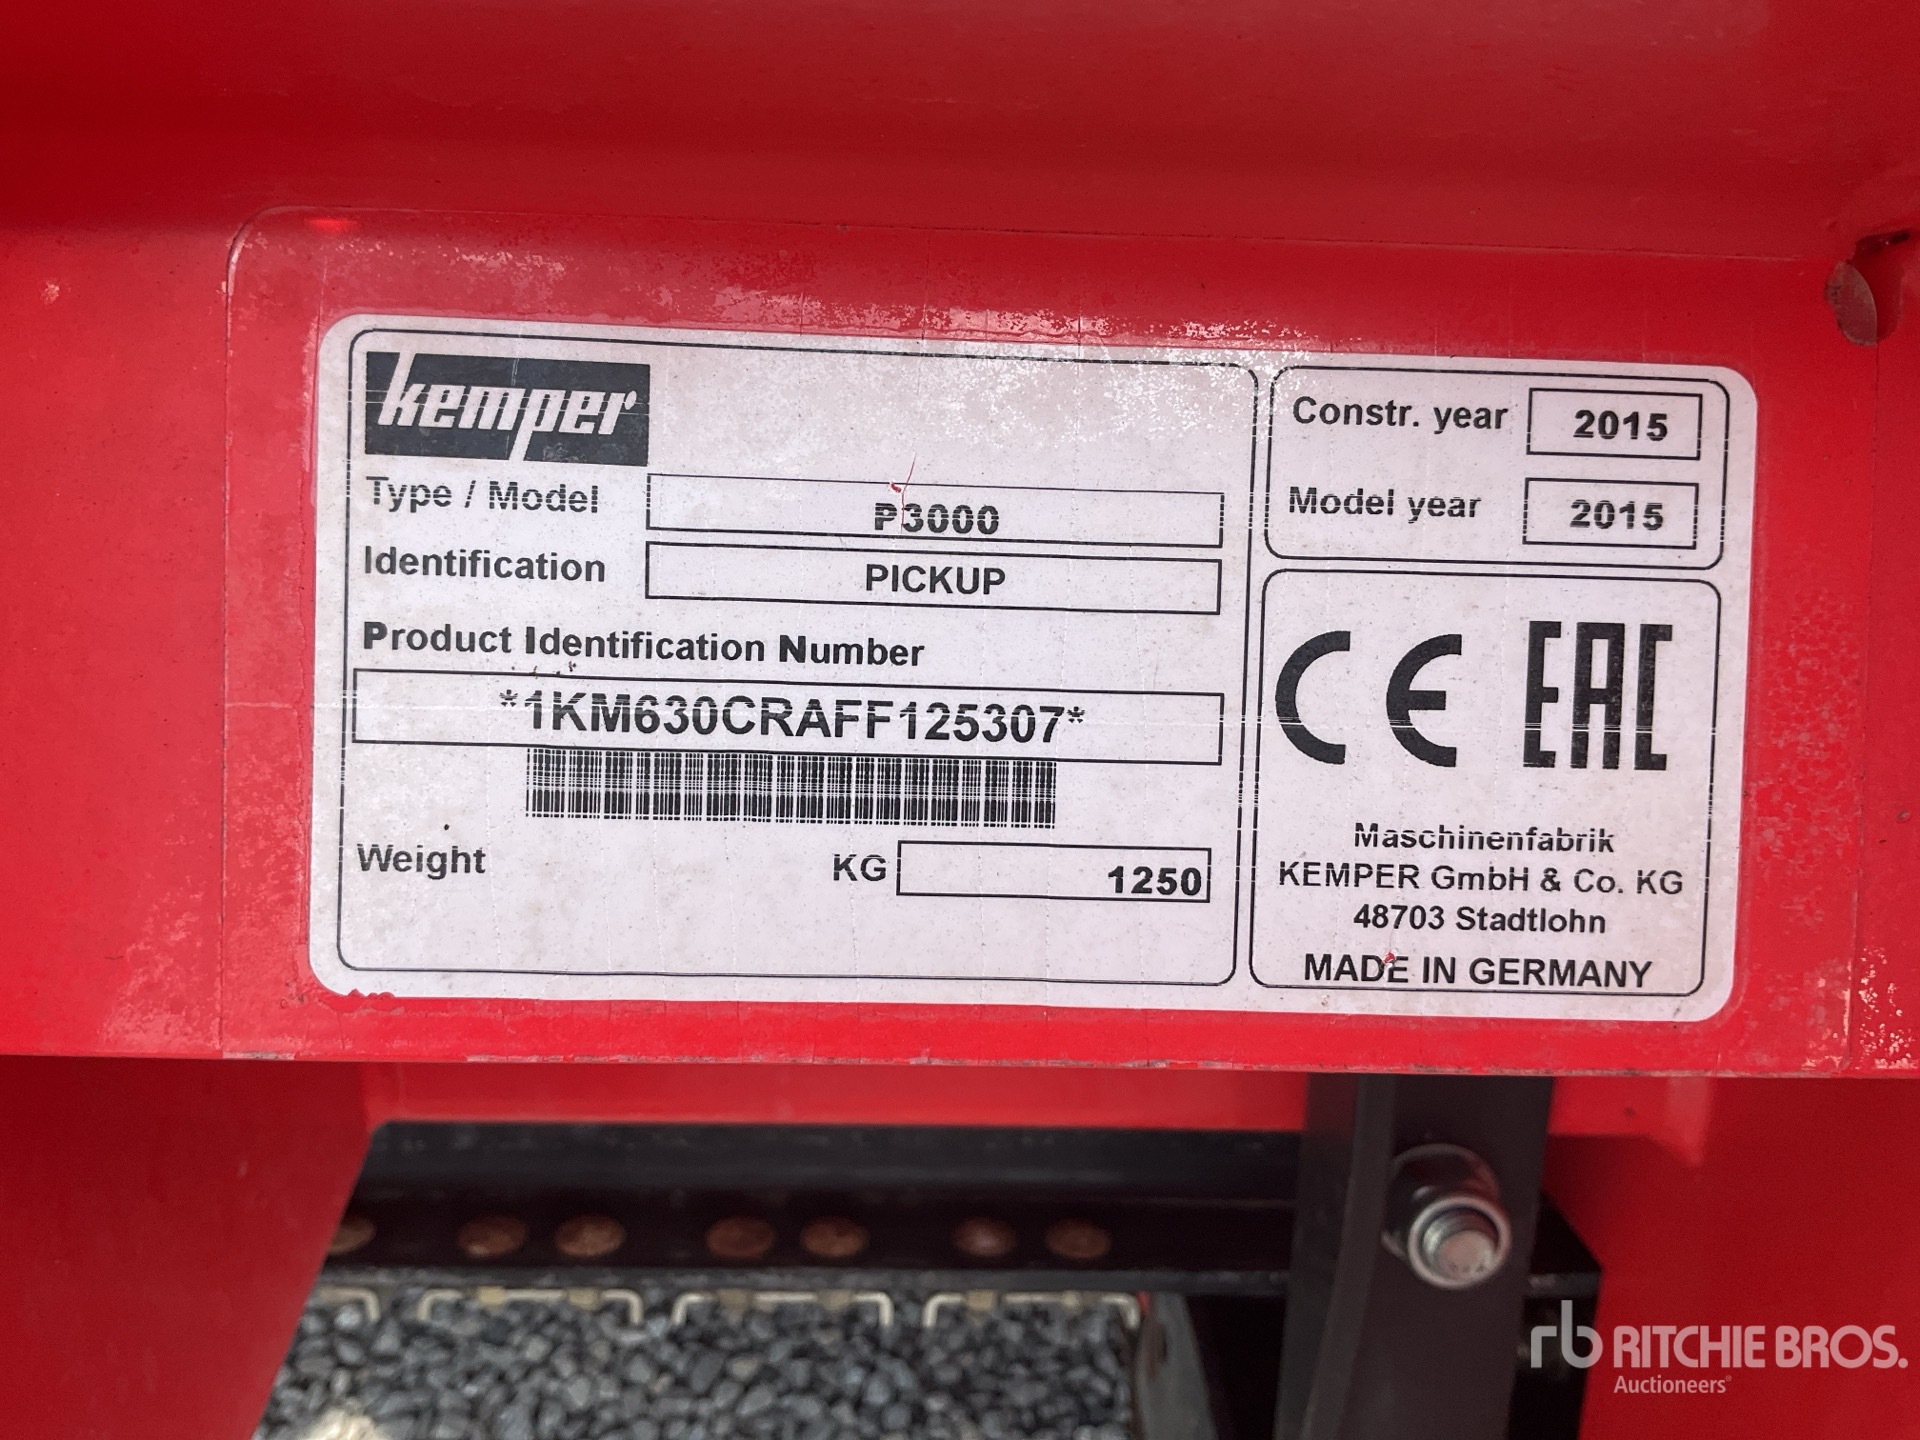 kemper
Type / Model P3000
Identification PICKUP
Product Identification Number
*1KM630CRAFF125307*
Weight KG 1250
Constr. year 2015
Model year 2015
CE EAC
Maschinenfabrik
KEMPER GmbH & Co. KG
48703 Stadtlohn
MADE IN GERMANY
rb RITCHIE BROS.
Auctioneers®